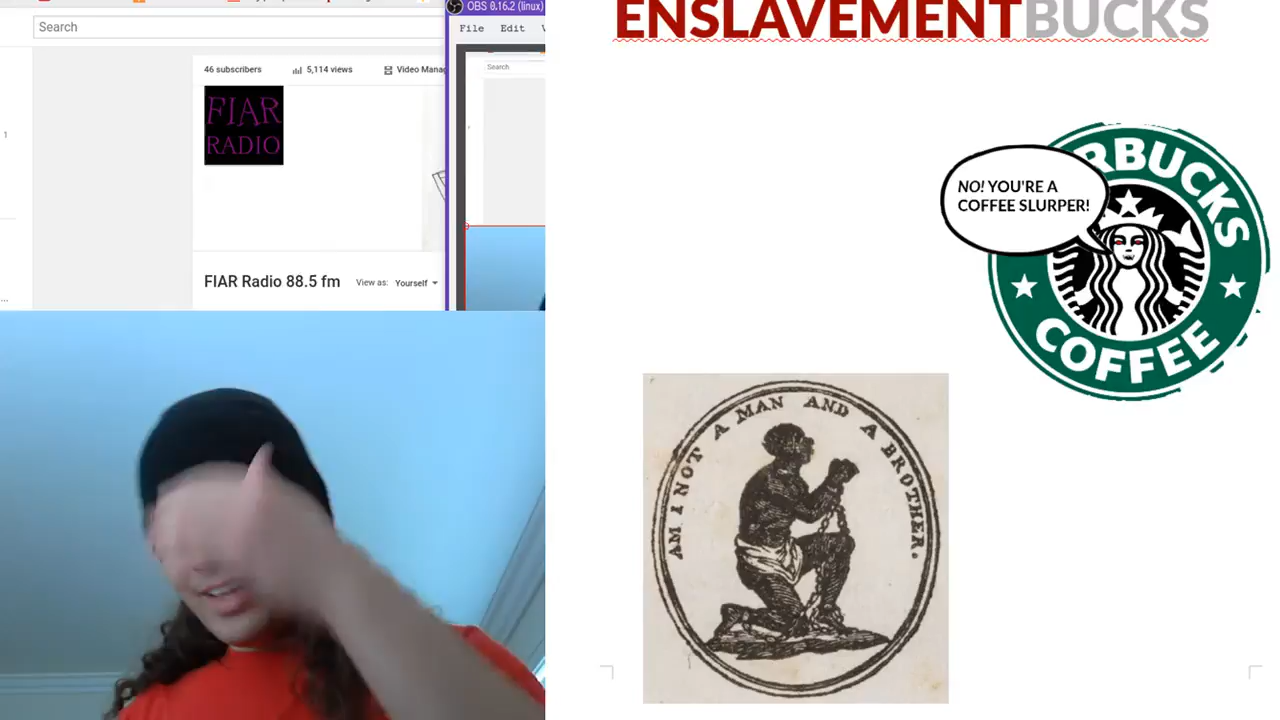 Search
46 subscribers
5,114 views
Video Manag
FIAR
RADIO
FIAR Radio 88.5 fm
View as:
Yourself
1
...
OBS 0.16.2 (linux)
File Edit V
Search
ENSLAVEMENTBUCKS
NO! YOU'RE A
COFFEE SLURPER!
RBUCKS
COFFEE
AM I NOT A MAN AND A BROTHER.